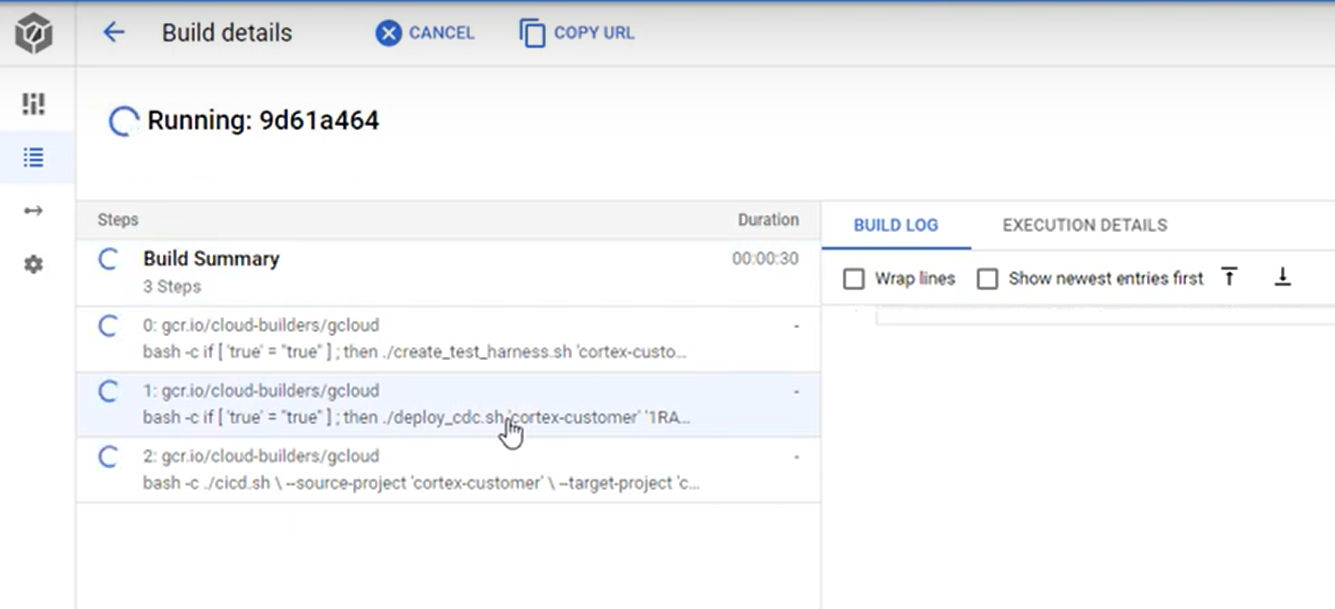 Build details
CANCEL
COPY URL
Running: 9d61a464
Steps
Duration
Build Summary
00:00:30
3 Steps
0: gcr.io/cloud-builders/gcloud
-
bash -c if [ 'true' = "true" ] ; then ./create_test_harness.sh 'cortex-custo...
1: gcr.io/cloud-builders/gcloud
-
bash -c if [ 'true' = "true" ] ; then ./deploy_cdc.sh 'cortex-customer' '1RA...
2: gcr.io/cloud-builders/gcloud
-
bash -c ./cicd.sh \ --source-project 'cortex-customer' \ --target-project 'c...
BUILD LOG
EXECUTION DETAILS
Wrap lines
Show newest entries first